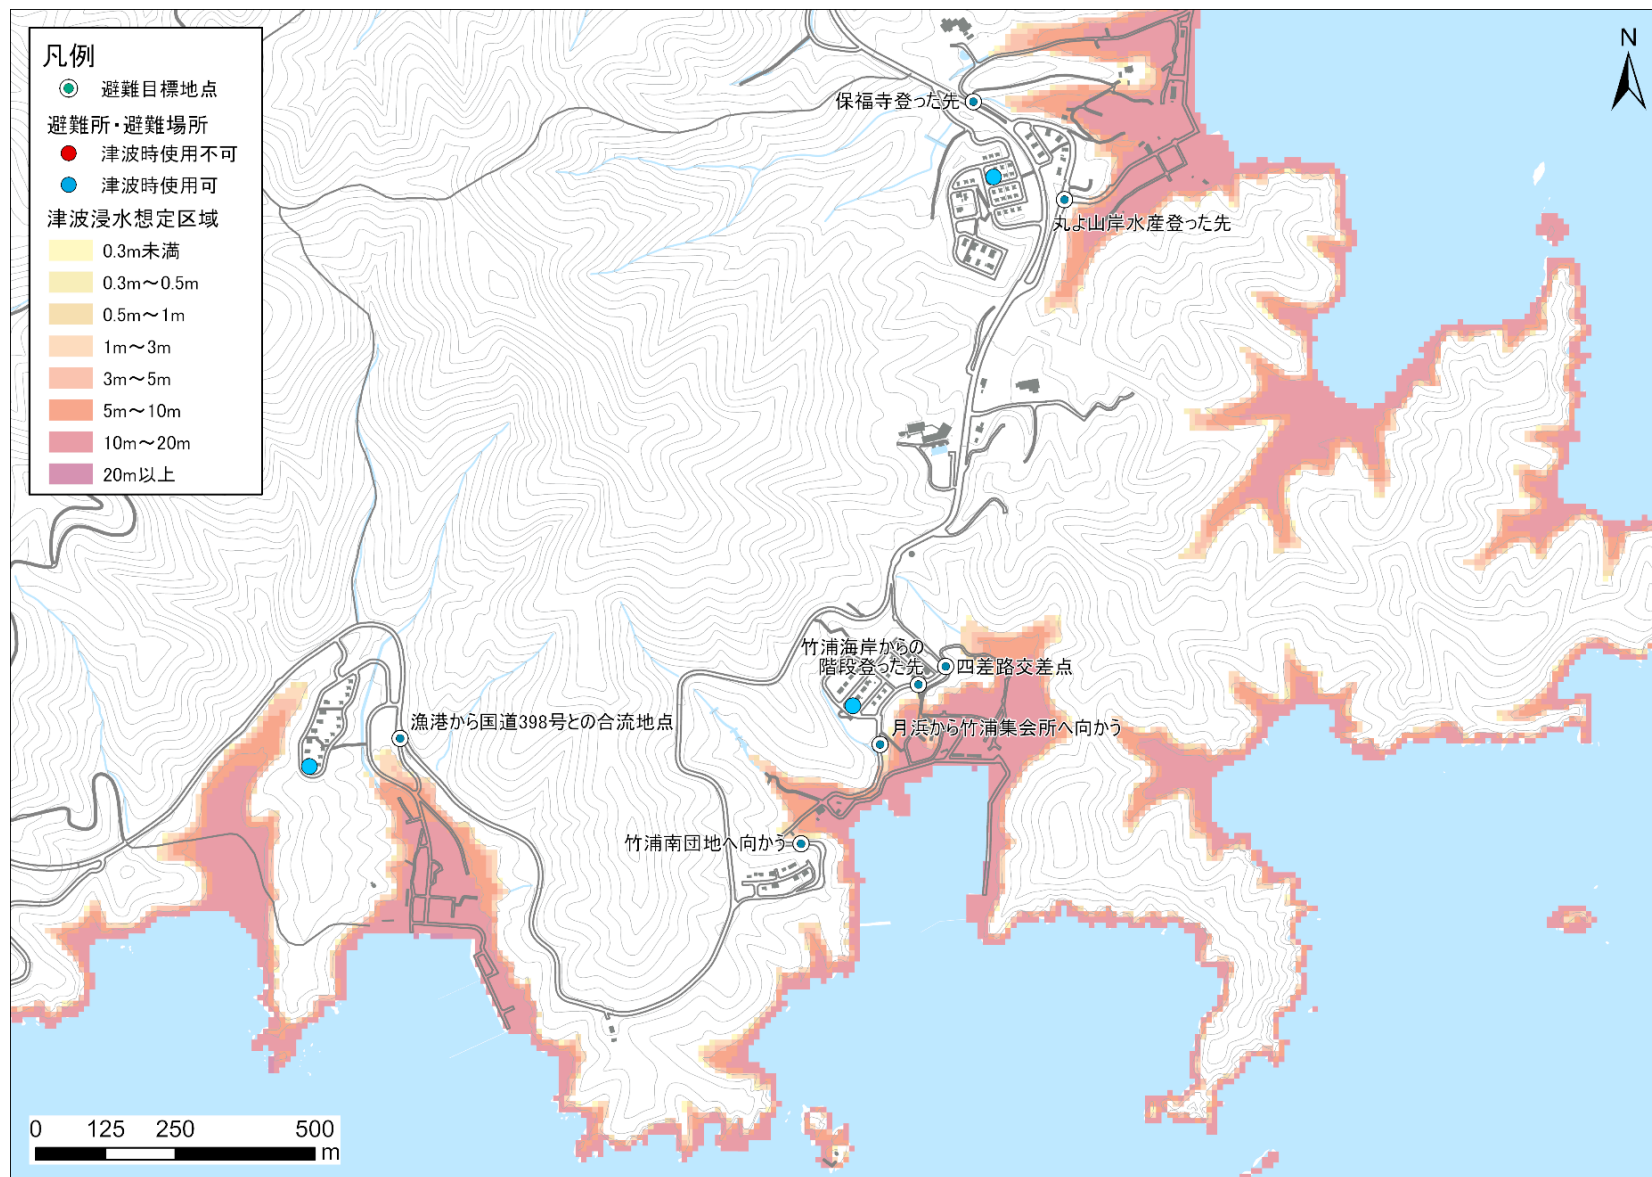 凡例
避難目標地点
避難所・避難場所
津波時使用不可
津波時使用可
津波浸水想定区域
0.3m未満
0.3m~0.5m
0.5m~1m
1m~3m
3m~5m
5m~10m
10m~20m
20m以上
N
保福寺登った先
丸よ山岸水産登った先
竹浦海岸からの
階段登った先
四差路交差点
漁港から国道398号との合流地点
月浜から竹浦集会所へ向かう
竹浦南団地へ向かう
0 125 250 500
m